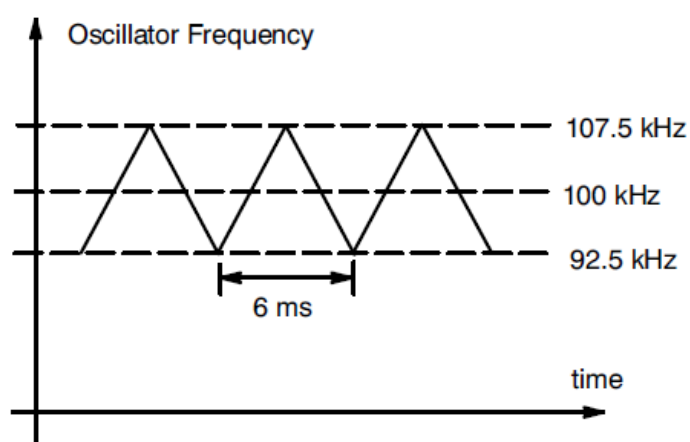 Oscillator Frequency
107.5 kHz
100 kHz
92.5 kHz
6 ms
time